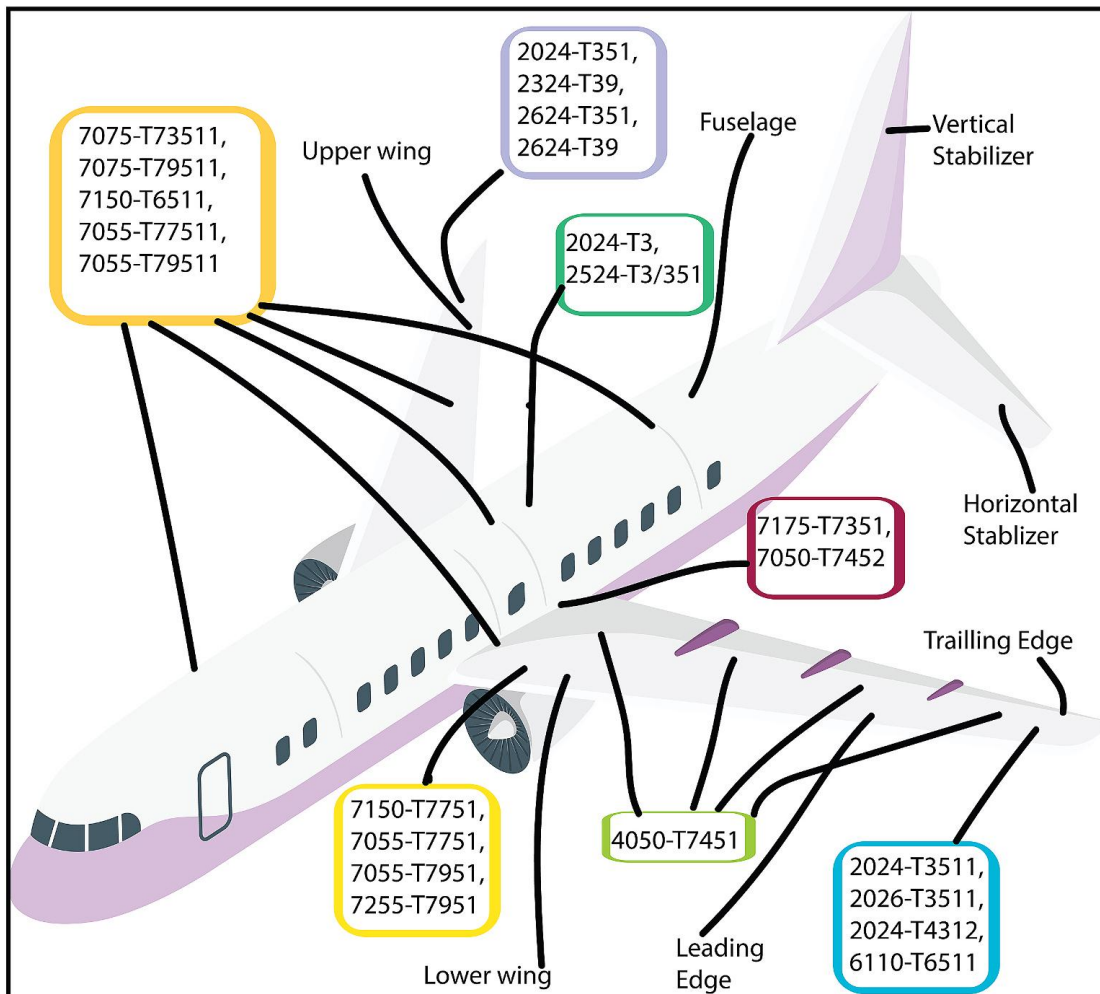 2024-T351,
2324-T39,
2624-T351,
2624-T39
7075-T73511,
7075-T79511,
7150-T6511,
7055-T77511,
7055-T79511
Upper wing
Fuselage
Vertical
Stabilizer
2024-T3,
2524-T3/351
Horizontal
Stablizer
7175-T7351,
7050-T7452
Trailling Edge
7150-T7751,
7055-T7751,
7055-T7951,
7255-T7951
4050-T7451
2024-T3511,
2026-T3511,
2024-T4312,
6110-T6511
Lower wing
Leading
Edge